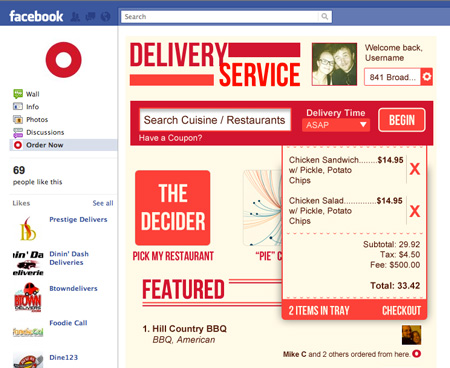 facebook
Search
Wall
Info
Photos
Discussions
Order Now
69
people like this
Likes
See all
Prestige Delivers
Dinin' Dash
Deliveries
Btowndelivers
Foodie Call
Dine123
DELIVERY
SERVICE
Welcome back,
Username
841 Broad...
Search Cuisine / Restaurants
Have a Coupon?
Delivery Time
ASAP
BEGIN
THE
DECIDER
PICK MY RESTAURANT
"PIE" C
Chicken Sandwich........$14.95
w/ Pickle, Potato
Chips
X
Chicken Salad..........$14.95
w/ Pickle, Potato
Chips
X
Subtotal: 29.92
Tax: $4.50
Fee: $500.00
Total: 33.42
2 ITEMS IN TRAY
CHECKOUT
FEATURED
1. Hill Country BBQ
BBQ, American
Mike C and 2 others ordered from here.